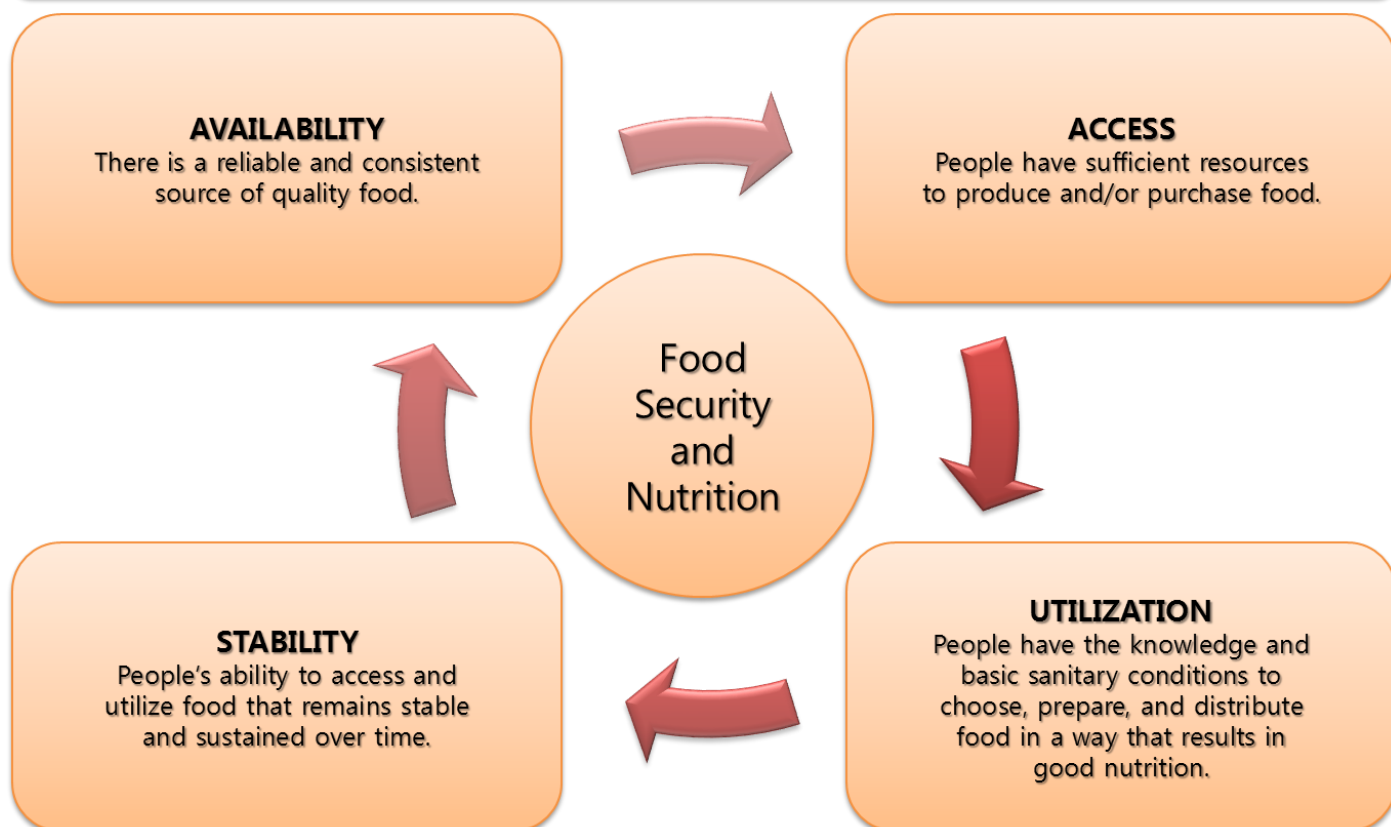 AVAILABILITY
There is a reliable and consistent
source of quality food.
ACCESS
People have sufficient resources
to produce and/or purchase food.
Food
Security
and
Nutrition
STABILITY
People’s ability to access and
utilize food that remains stable
and sustained over time.
UTILIZATION
People have the knowledge and
basic sanitary conditions to
choose, prepare, and distribute
food in a way that results in
good nutrition.